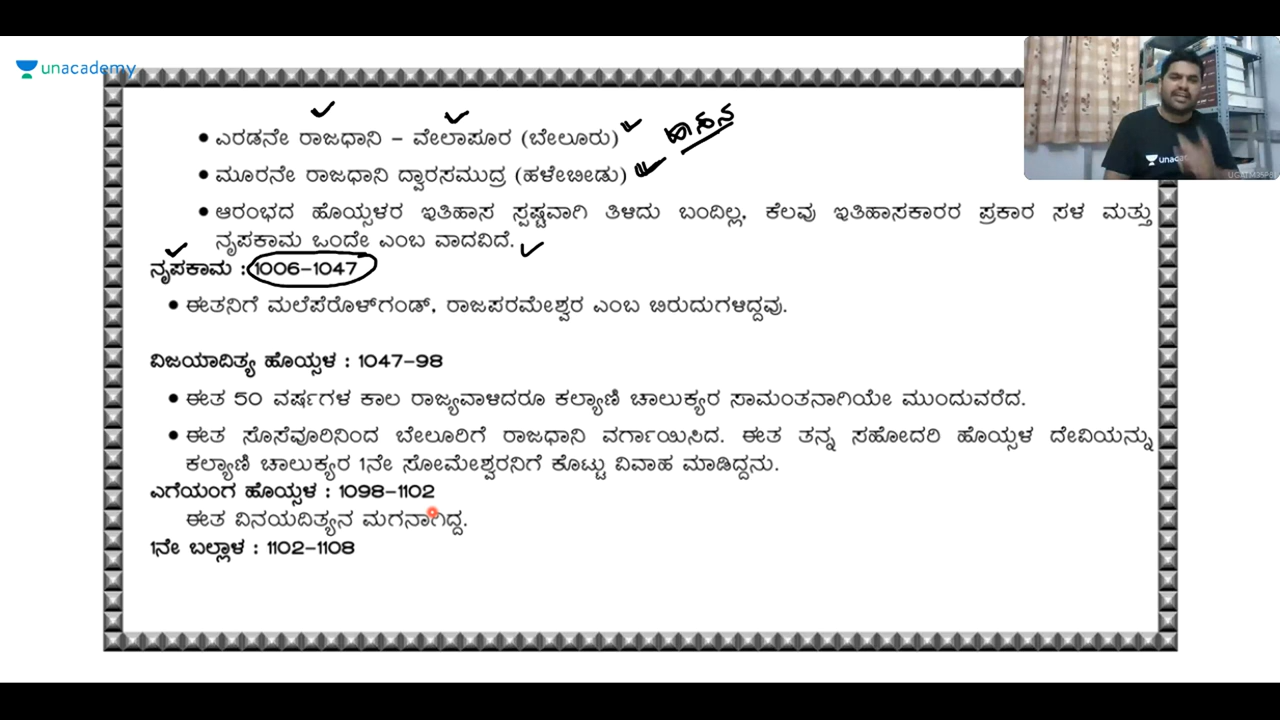 unacademy
• ಎರಡನೇ ರಾಜಧಾನಿ – ವೇಲಾಪೂರ (ಬೇಲೂರು) ಹಾಸನ
• ಮೂರನೇ ರಾಜಧಾನಿ ದ್ವಾರಸಮುದ್ರ (ಹಳೇಬೀಡು)
• ಆರಂಭದ ಹೊಯ್ಸಳರ ಇತಿಹಾಸ ಸ್ಪಷ್ಟವಾಗಿ ತಿಳಿದು ಬಂದಿಲ್ಲ, ಕೆಲವು ಇತಿಹಾಸಕಾರರ ಪ್ರಕಾರ ಸಳ ಮತ್ತು
ನೃಪಕಾಮ ಒಂದೇ ಎಂಬ ವಾದವಿದೆ.
ನೃಪಕಾಮ : 1006-1047
• ಈತನಿಗೆ ಮಲೆಪೆರೊಳ್‌ಗಂಡ್, ರಾಜಪರಮೇಶ್ವರ ಎಂಬ ಬಿರುದುಗಳಿದ್ದವು.
ವಿಜಯಾದಿತ್ಯ ಹೊಯ್ಸಳ : 1047-98
• ಈತ 50 ವರ್ಷಗಳ ಕಾಲ ರಾಜ್ಯವಾಳಿದರೂ ಕಲ್ಯಾಣಿ ಚಾಲುಕ್ಯರ ಸಾಮಂತನಾಗಿಯೇ ಮುಂದುವರೆದ.
• ಈತ ಸೊಸೆವೂರಿನಿಂದ ಬೇಲೂರಿಗೆ ರಾಜಧಾನಿ ವರ್ಗಾಯಿಸಿದ. ಈತ ತನ್ನ ಸಹೋದರಿ ಹೊಯ್ಸಳ ದೇವಿಯನ್ನು
ಕಲ್ಯಾಣಿ ಚಾಲುಕ್ಯರ 1ನೇ ಸೋಮೇಶ್ವರನಿಗೆ ಕೊಟ್ಟು ವಿವಾಹ ಮಾಡಿದ್ದನು.
ಎಗೆಯಂಗ ಹೊಯ್ಸಳ : 1098-1102
ಈತ ವಿನಯದಿತ್ಯನ ಮಗನಾಗಿದ್ದ.
1ನೇ ಬಲ್ಲಾಳ : 1102-1108